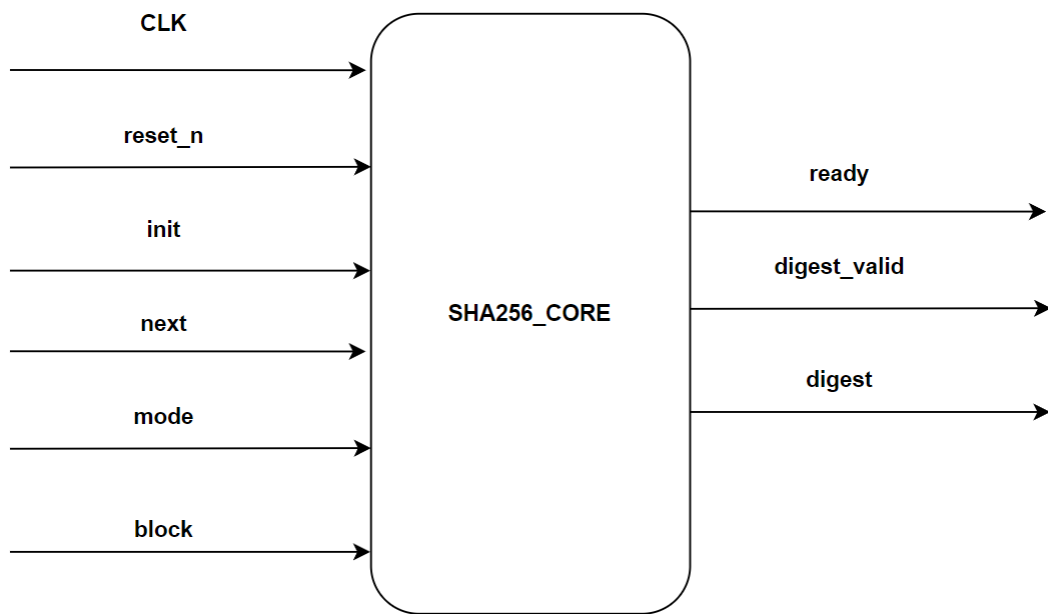 CLK
reset_n
init
next
mode
block
SHA256_CORE
ready
digest_valid
digest